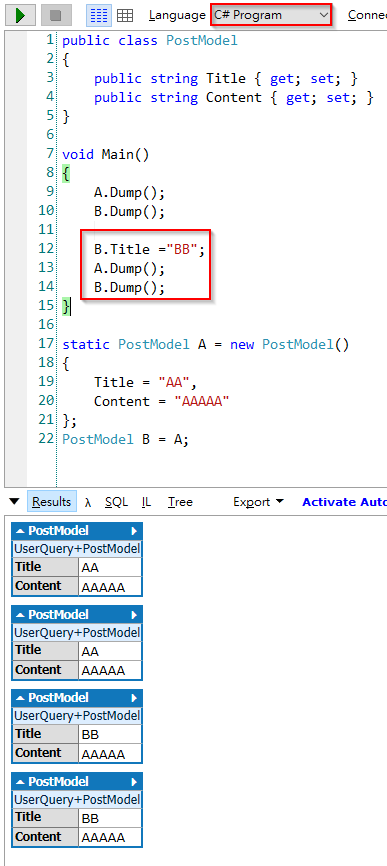 Language C# Program Connec
1 public class PostModel
2 {
3 public string Title { get; set; }
4 public string Content { get; set; }
5 }
6
7 void Main()
8 {
9 A.Dump();
10 B.Dump();
11
12 B.Title ="BB";
13 A.Dump();
14 B.Dump();
15 }
16
17 static PostModel A = new PostModel()
18 {
19 Title = "AA",
20 Content = "AAAAA"
21 };
22 PostModel B = A;
Results λ SQL IL Tree Export Activate Auto
PostModel
UserQuery+PostModel
Title AA
Content AAAAA
PostModel
UserQuery+PostModel
Title AA
Content AAAAA
PostModel
UserQuery+PostModel
Title BB
Content AAAAA
PostModel
UserQuery+PostModel
Title BB
Content AAAAA